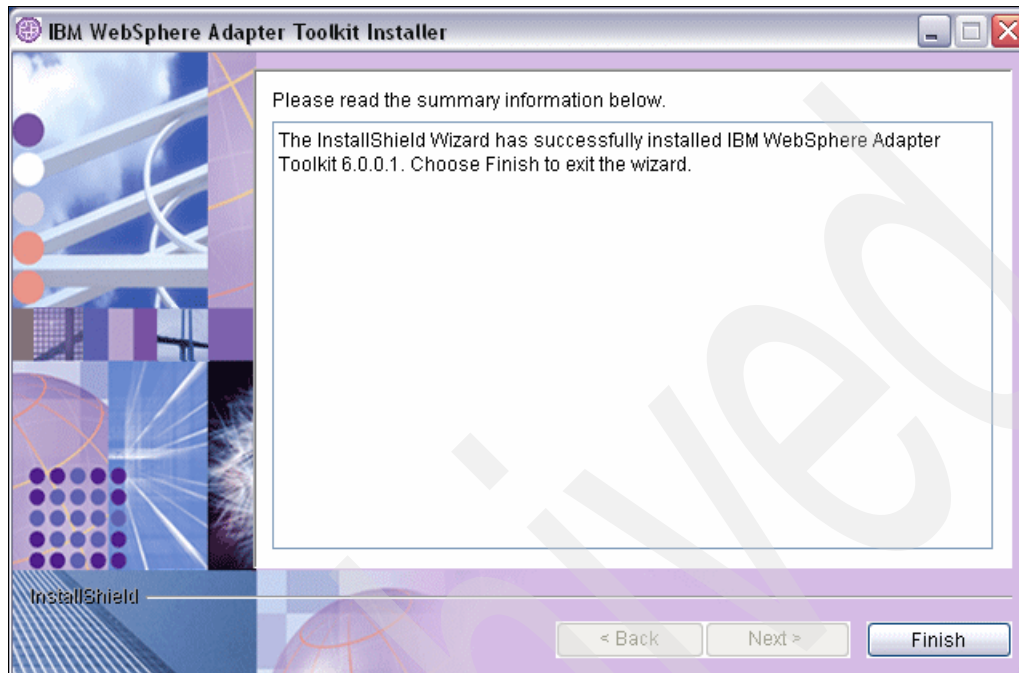 IBM WebSphere Adapter Toolkit Installer
Please read the summary information below.
The InstallShield Wizard has successfully installed IBM WebSphere Adapter
Toolkit 6.0.0.1. Choose Finish to exit the wizard.
InstallShield
< Back
Next >
Finish